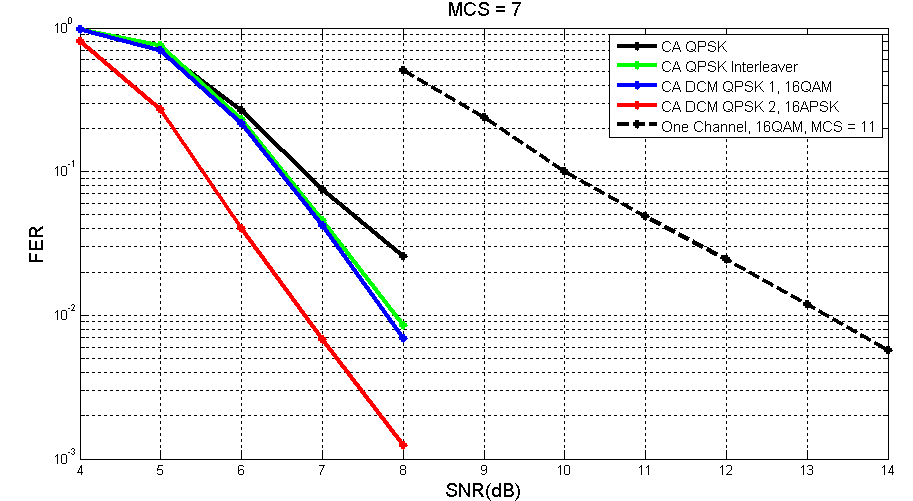 MCS = 7
10^0
10^-1
10^-2
10^-3
FER
CA QPSK
CA QPSK Interleaver
CA DCM QPSK 1, 16QAM
CA DCM QPSK 2, 16APSK
One Channel, 16QAM, MCS = 11
4 5 6 7 8 9 10 11 12 13 14
SNR(dB)